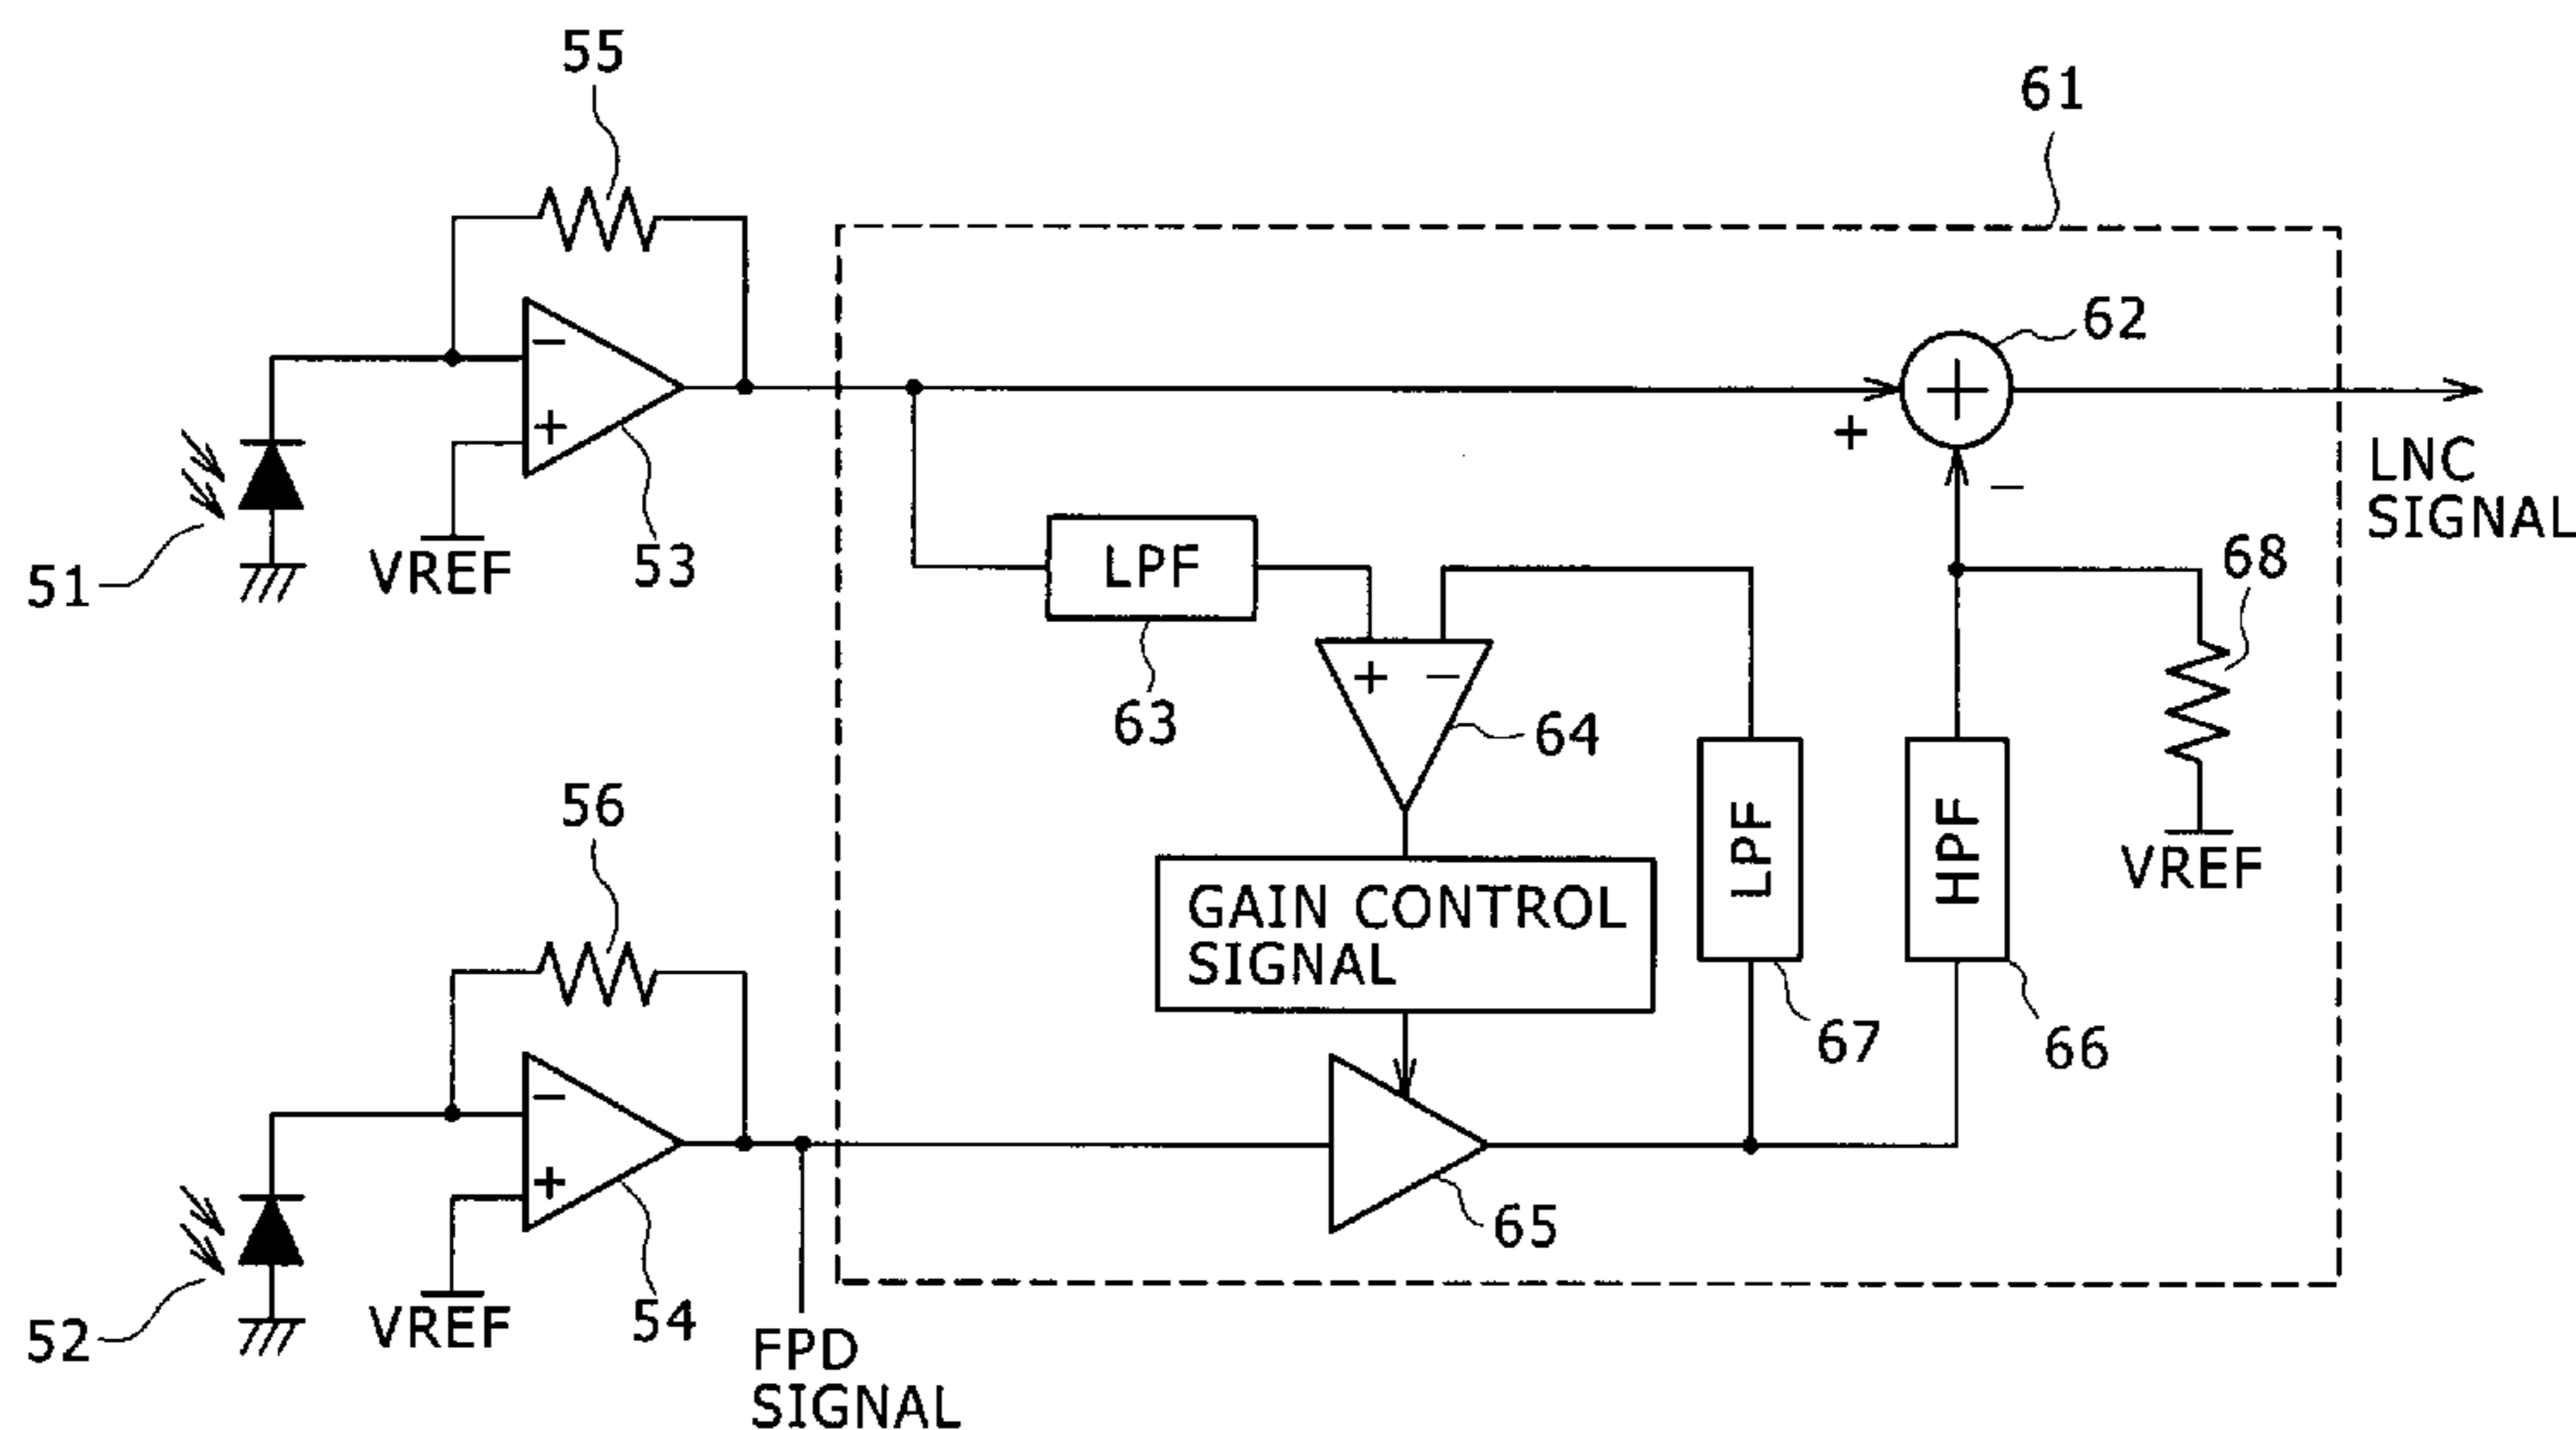 55
61
−
+
53
51
VREF
62
+
−
LNC
SIGNAL
LPF
63
+ −
64
68
VREF
GAIN CONTROL
SIGNAL
LPF
67
HPF
66
56
−
+
54
52
VREF
65
FPD
SIGNAL